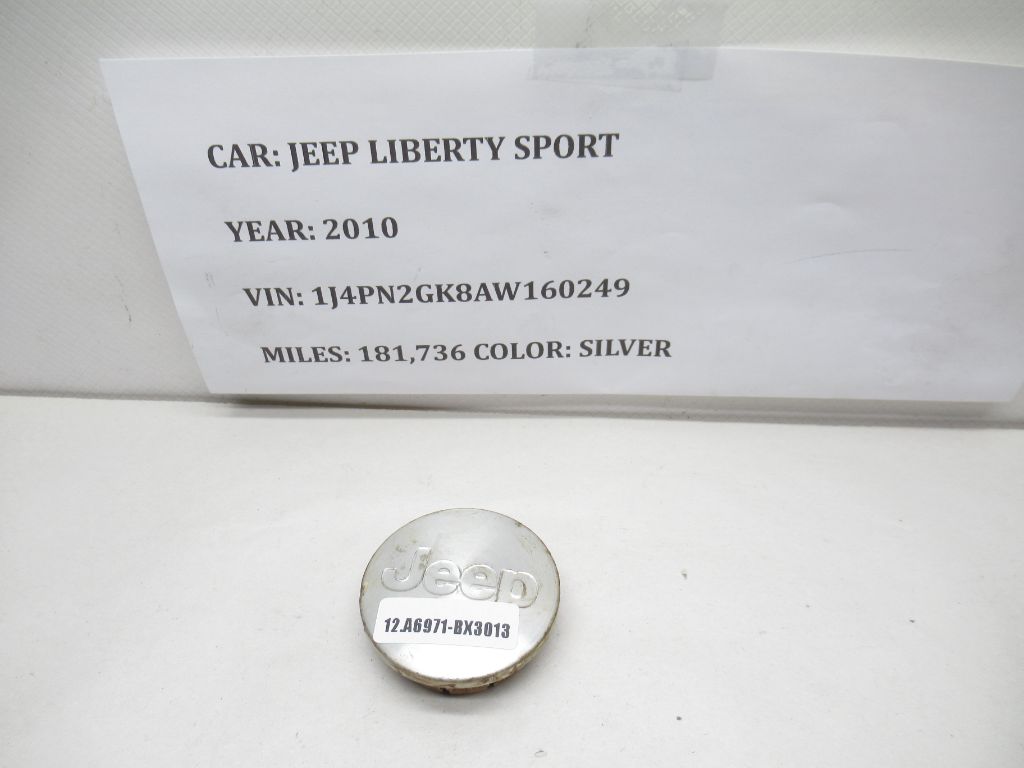 CAR: JEEP LIBERTY SPORT
YEAR: 2010
VIN: 1J4PN2GK8AW160249
MILES: 181,736 COLOR: SILVER
Jeep
12.A6971-BX3013